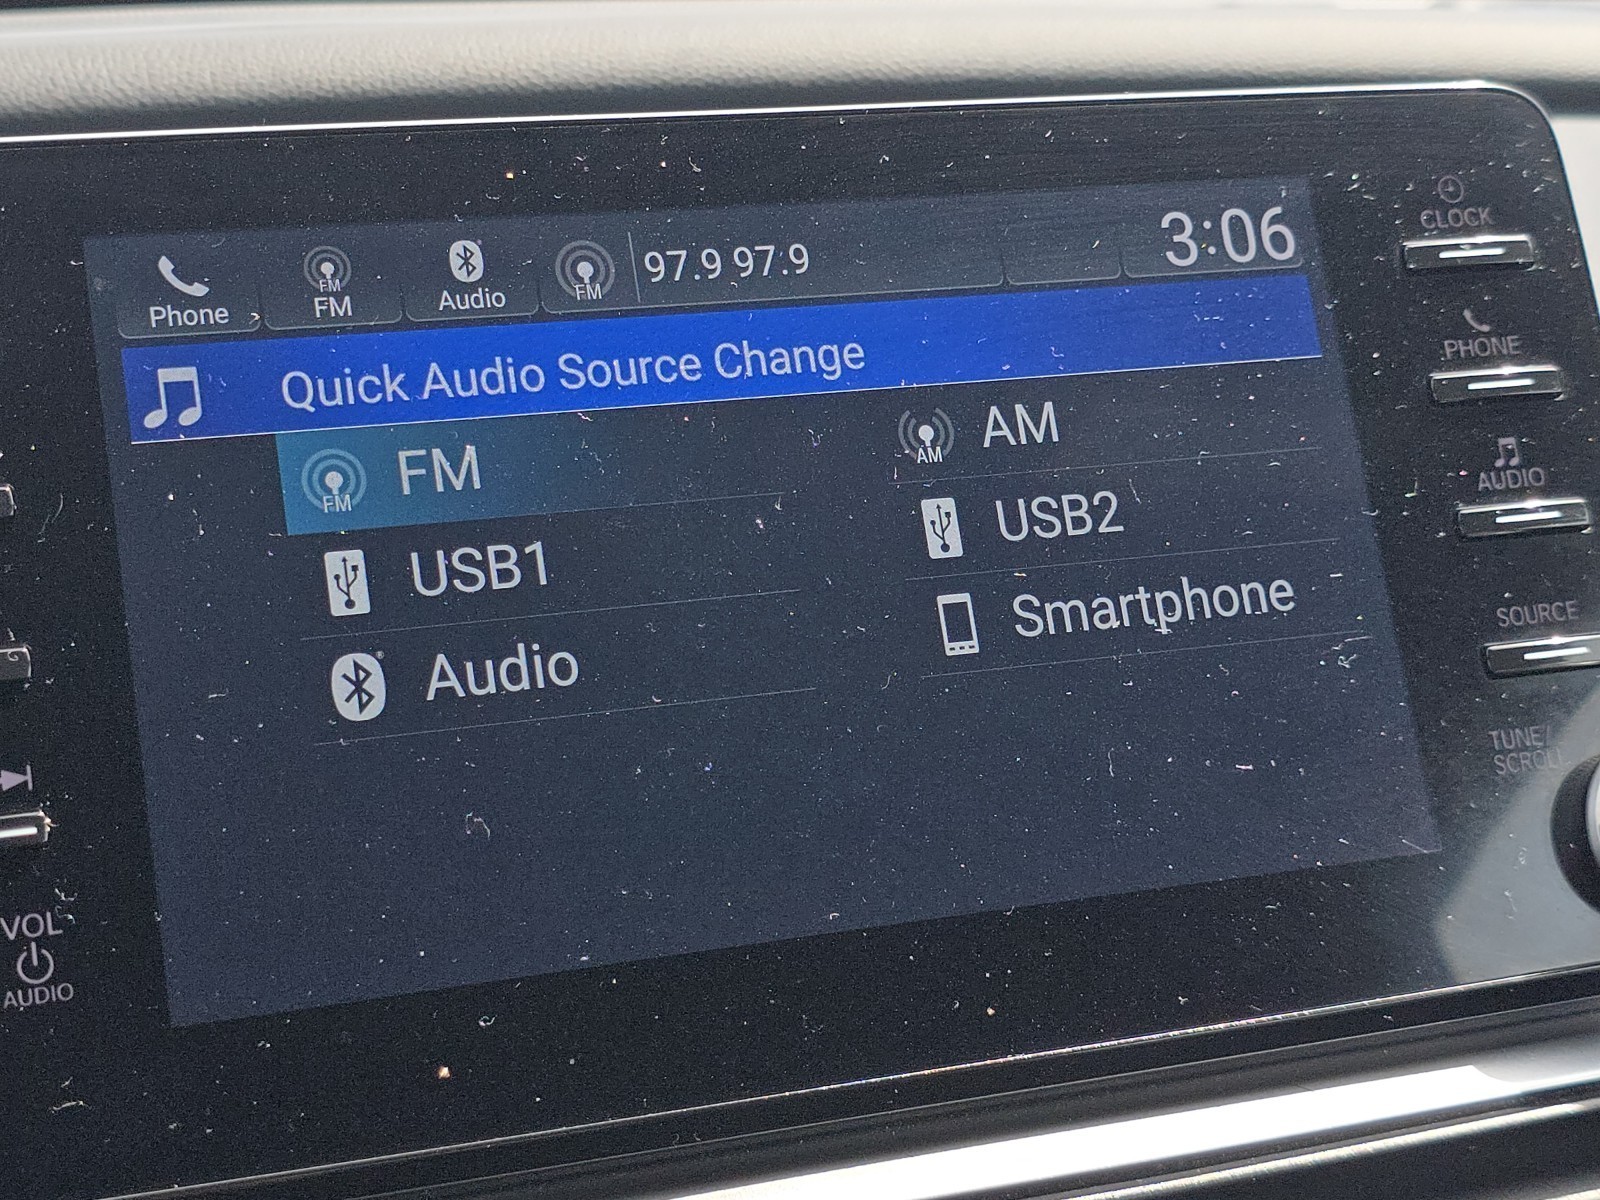 Phone
FM
FM
Audio
FM
97.9 97.9
3:06
Quick Audio Source Change
FM
FM
AM
AM
USB1
USB2
Audio
Smartphone
CLOCK
PHONE
AUDIO
SOURCE
TUNE/
SCROLL
VOL
AUDIO